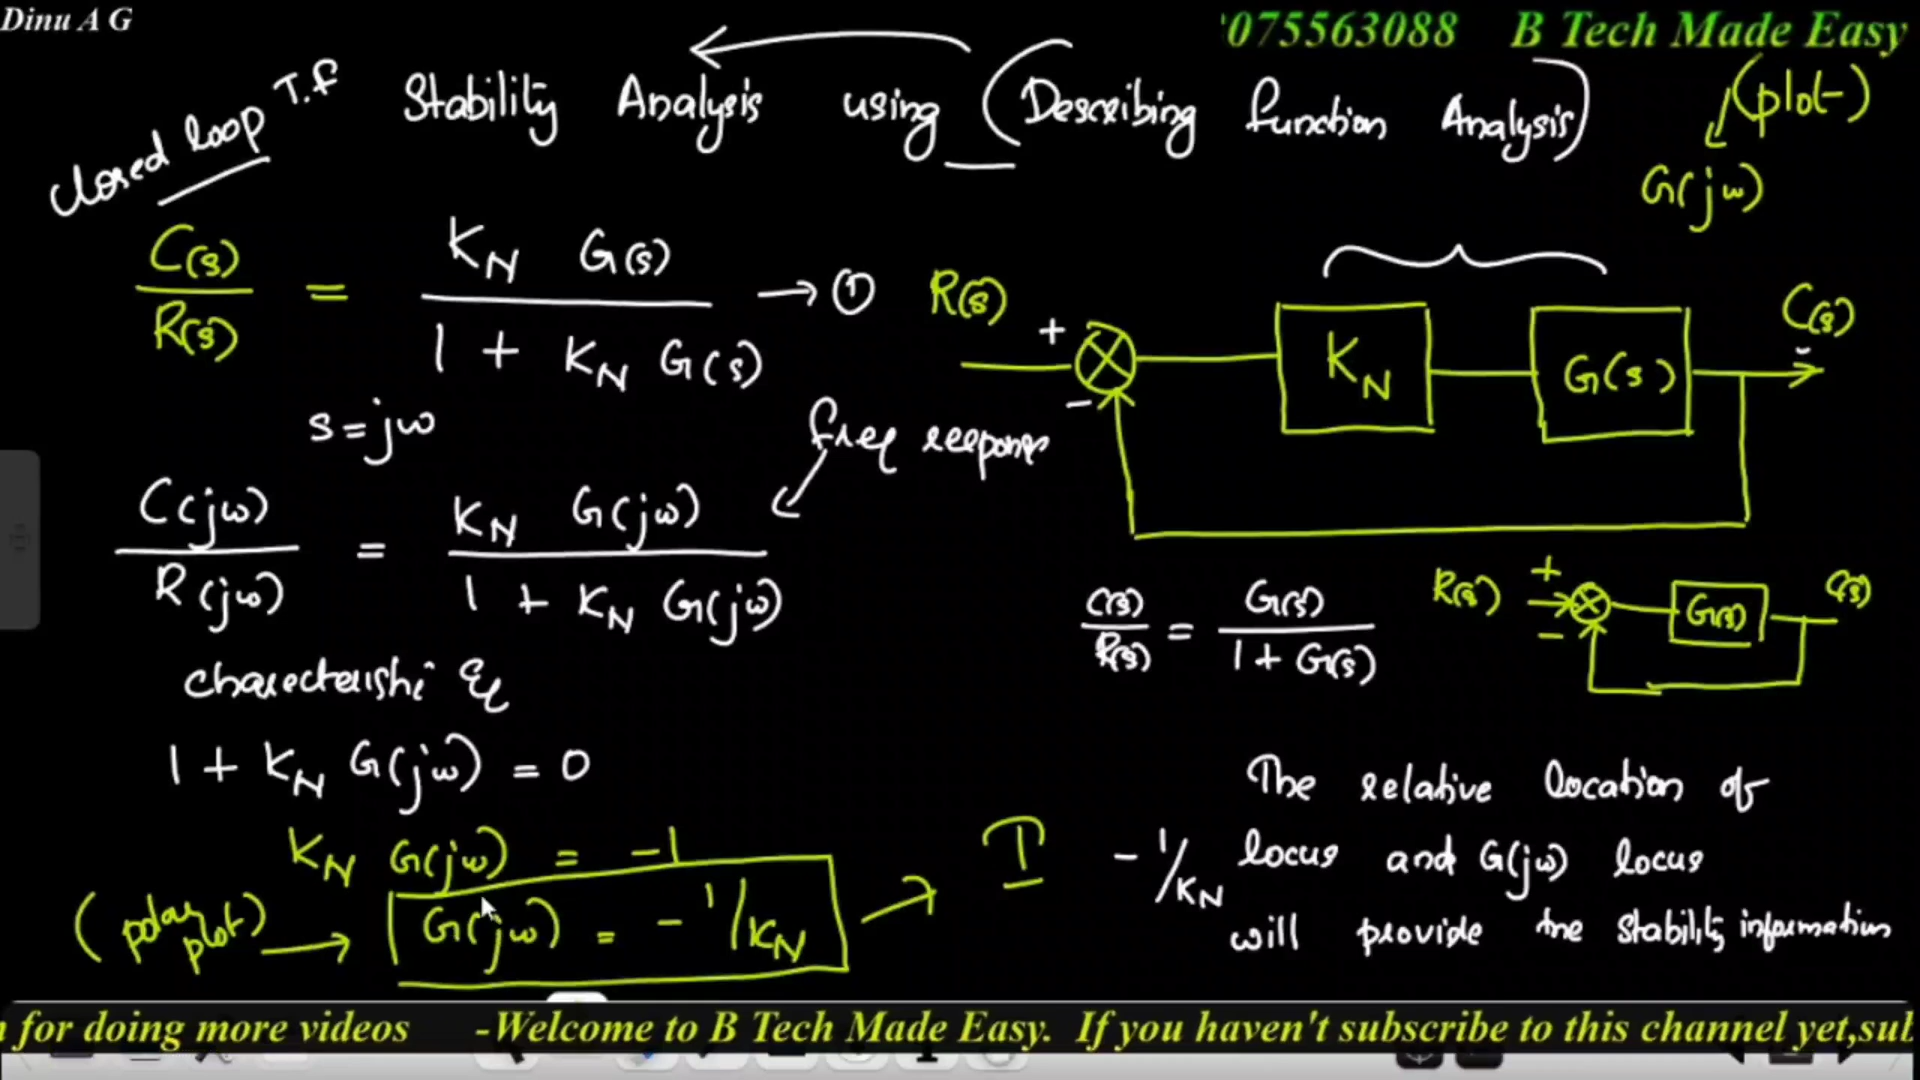 Dinu A G
075563088 B Tech Made Easy
closed loop T.f
Stability Analysis using (Describing function Analysis)
(plot)
G(jω)
C(s)/R(s) = K_N G(s) / 1 + K_N G(s) → ①
R(s)
+
-
K_N
G(s)
C(s)
s = jω
freq response
C(jω)/R(jω) = K_N G(jω) / 1 + K_N G(jω)
C(s)/R(s) = G(s) / 1 + G(s)
R(s)
+
-
G(s)
C(s)
1 + K_N G(jω) = 0
K_N G(jω) = -1
(polar plot) → G(jω) = -1/K_N →
The relative location of
-1/K_N locus and G(jω) locus
will provide the stability information
for doing more videos -Welcome to B Tech Made Easy. If you haven't subscribe to this channel yet,sub